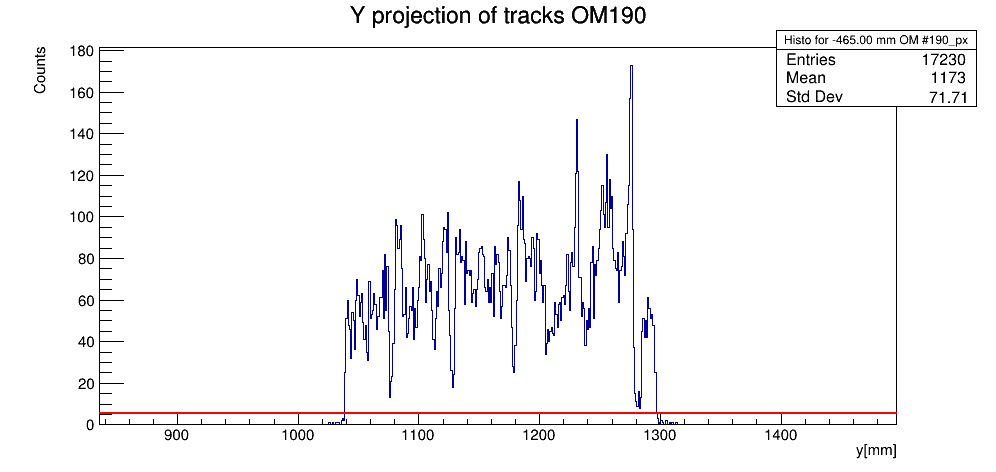 Y projection of tracks OM190
Histo for -465.00 mm OM #190_px
Entries 17230
Mean 1173
Std Dev 71.71
Counts
180
160
140
120
100
80
60
40
20
0
900 1000 1100 1200 1300 1400
y[mm]